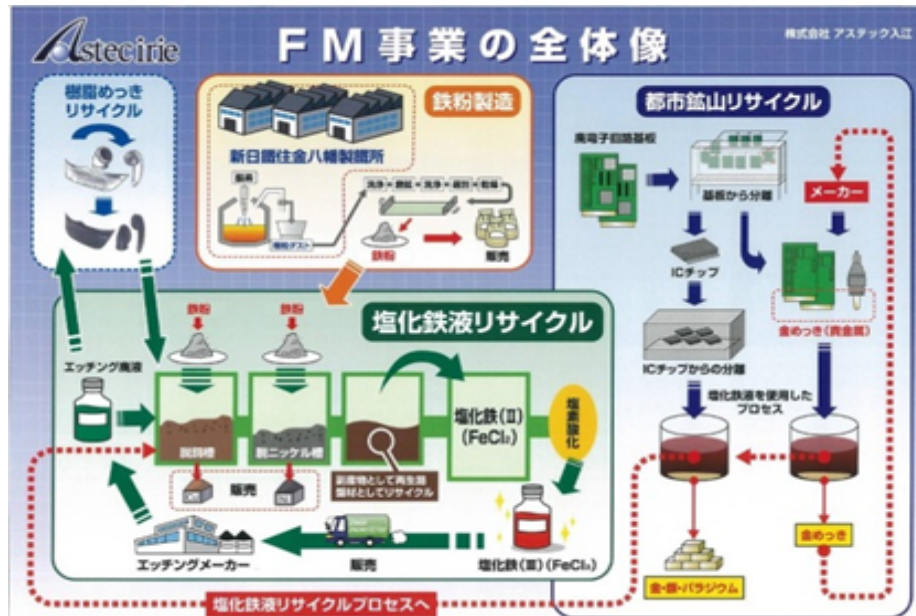 Astecirie
FM事業の全体像
株式会社 アステック入江
樹脂めっき
リサイクル
鉄粉製造
新日鐵住金八幡製鐵所
販売
鉄粉
都市鉱山リサイクル
廃電子回路基板
基板から分離
メーカー
ICチップ
ICチップからの分離
金めっき(貴金属)
塩化鉄液を使用した
プロセス
金めっき
金・銀・パラジウム
塩化鉄液リサイクル
鉄粉
鉄粉
エッチング廃液
脱銅槽
脱ニッケル槽
塩化鉄(Ⅱ)
(FeCl₂)
塩素酸化
販売
副産物として再生路
盤材としてリサイクル
エッチングメーカー
販売
塩化鉄(Ⅲ)(FeCl₃)
塩化鉄液リサイクルプロセスへ